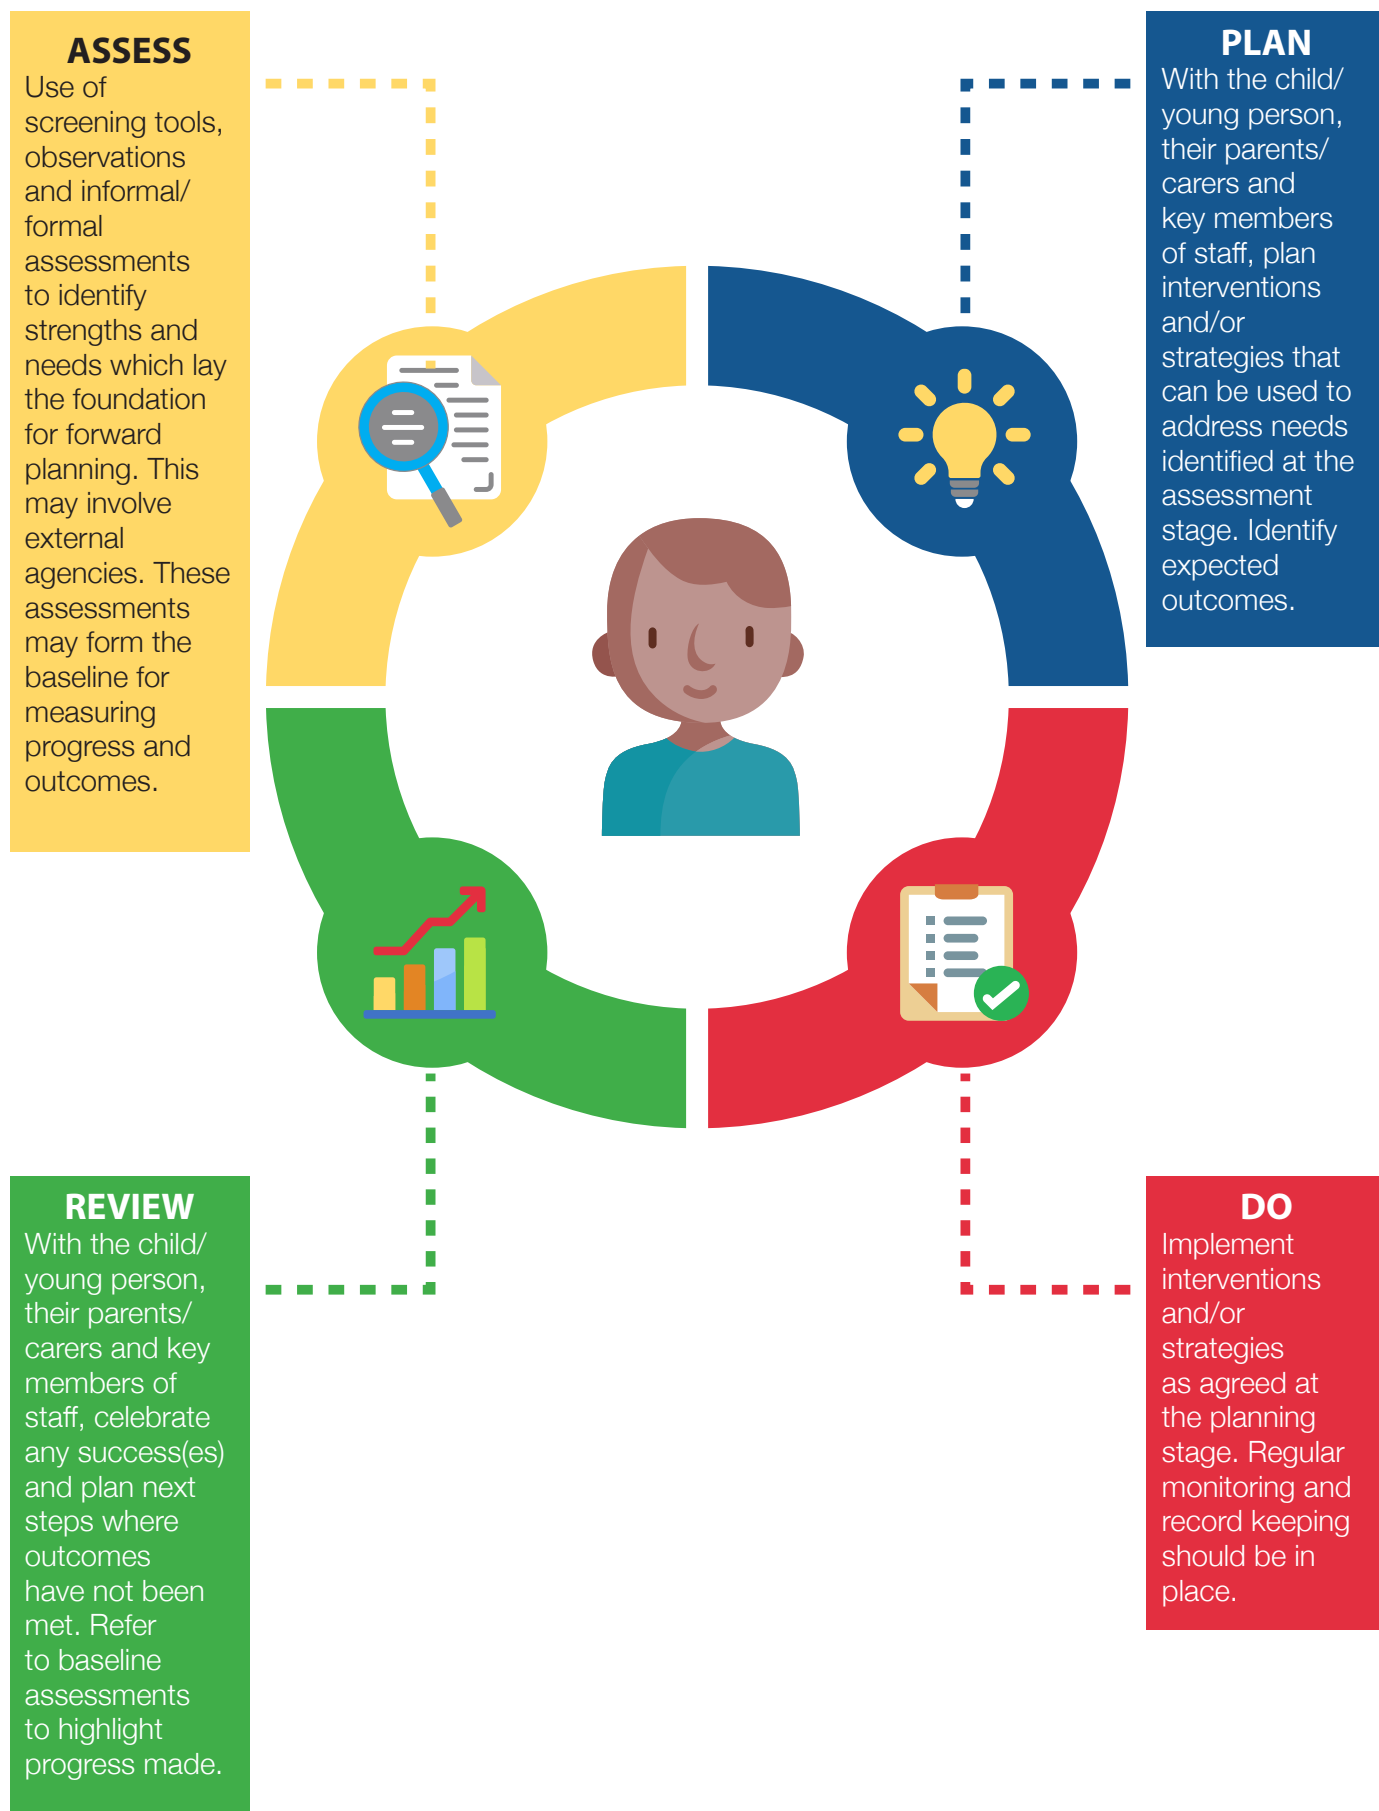 ASSESS
Use of
screening tools,
observations
and informal/
formal
assessments
to identify
strengths and
needs which lay
the foundation
for forward
planning. This
may involve
external
agencies. These
assessments
may form the
baseline for
measuring
progress and
outcomes.
PLAN
With the child/
young person,
their parents/
carers and
key members
of staff, plan
interventions
and/or
strategies that
can be used to
address needs
identified at the
assessment
stage. Identify
expected
outcomes.
DO
Implement
interventions
and/or
strategies
as agreed at
the planning
stage. Regular
monitoring and
record keeping
should be in
place.
REVIEW
With the child/
young person,
their parents/
carers and key
members of
staff, celebrate
any success(es)
and plan next
steps where
outcomes
have not been
met. Refer
to baseline
assessments
to highlight
progress made.